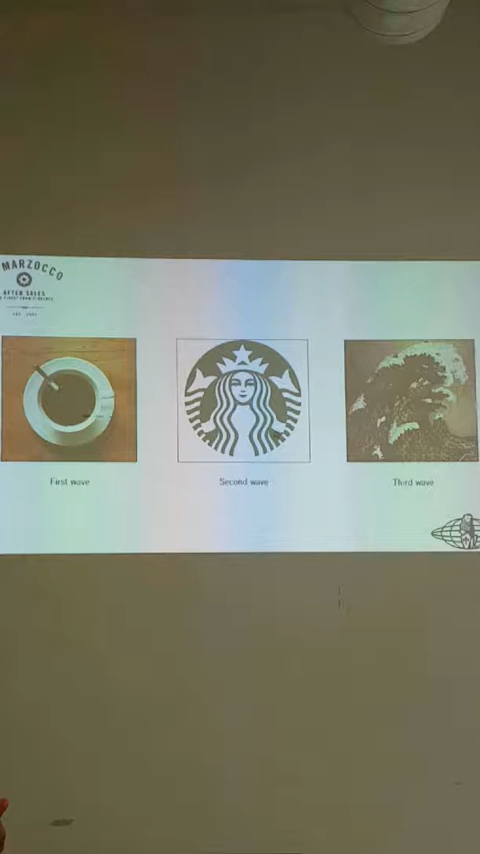 MARZOCCO
AFTER SALES
First wave
Second wave
Third wave